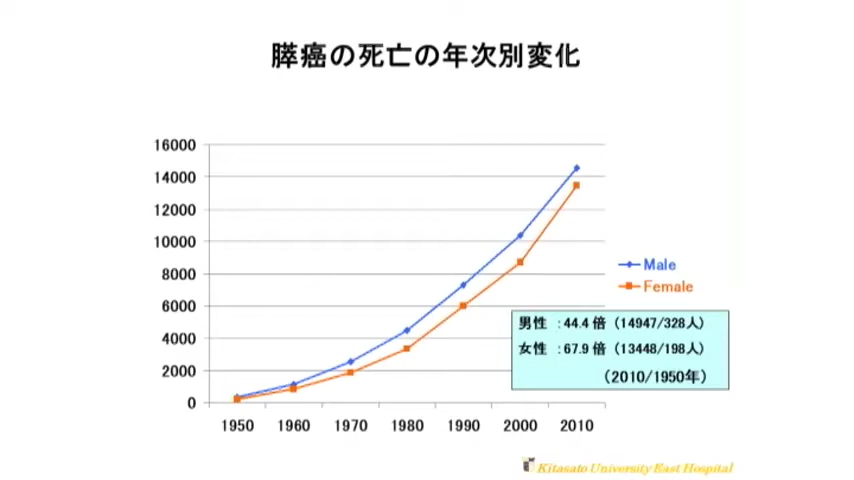 膵癌の死亡の年次別変化
16000
14000
12000
10000
8000
6000
4000
2000
0
1950 1960 1970 1980 1990 2000 2010
Male
Female
男性 :44.4倍(14947/328人)
女性 :67.9倍(13448/198人)
(2010/1950年)
Kitasato University East Hospital